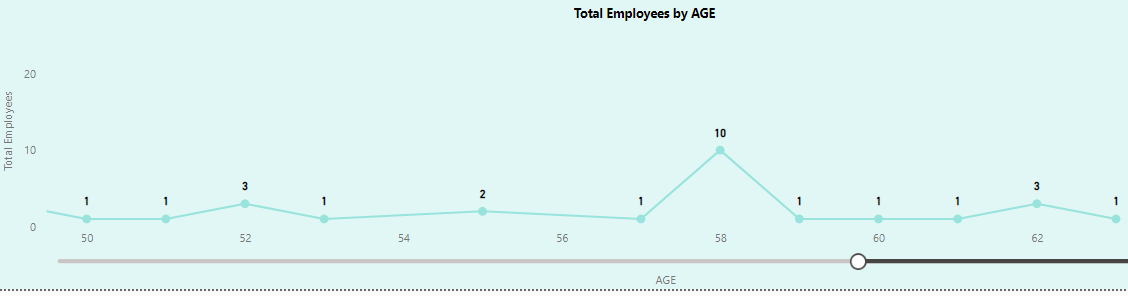 Total Employees by AGE
Total Employees
20
10
0
1 1 3 1 2 1 10 1 1 1 3 1
50 52 54 56 58 60 62
AGE